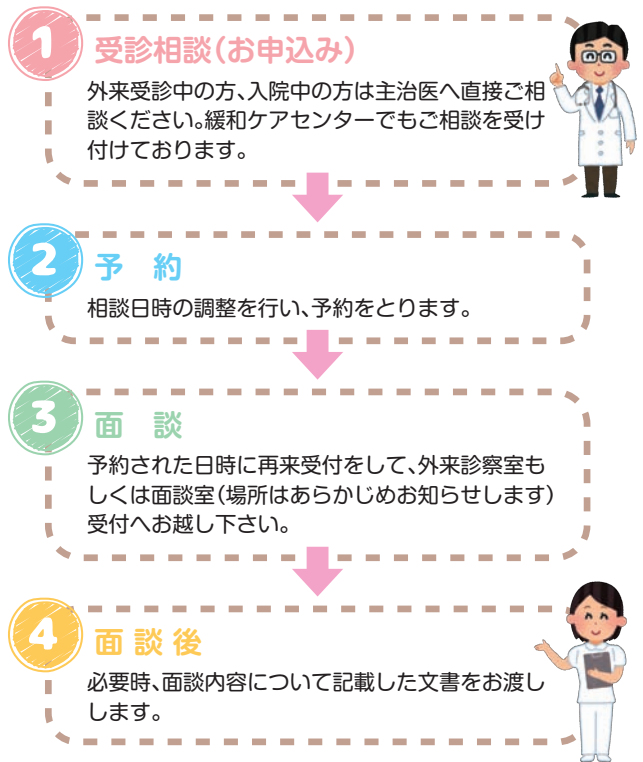 1 受診相談（お申込み）
外来受診中の方、入院中の方は主治医へ直接ご相
談ください。緩和ケアセンターでもご相談を受け
付けております。
2 予　約
相談日時の調整を行い、予約をとります。
3 面　談
予約された日時に再来受付をして、外来診察室も
しくは面談室（場所はあらかじめお知らせします）
受付へお越し下さい。
4 面談後
必要時、面談内容について記載した文書をお渡し
します。